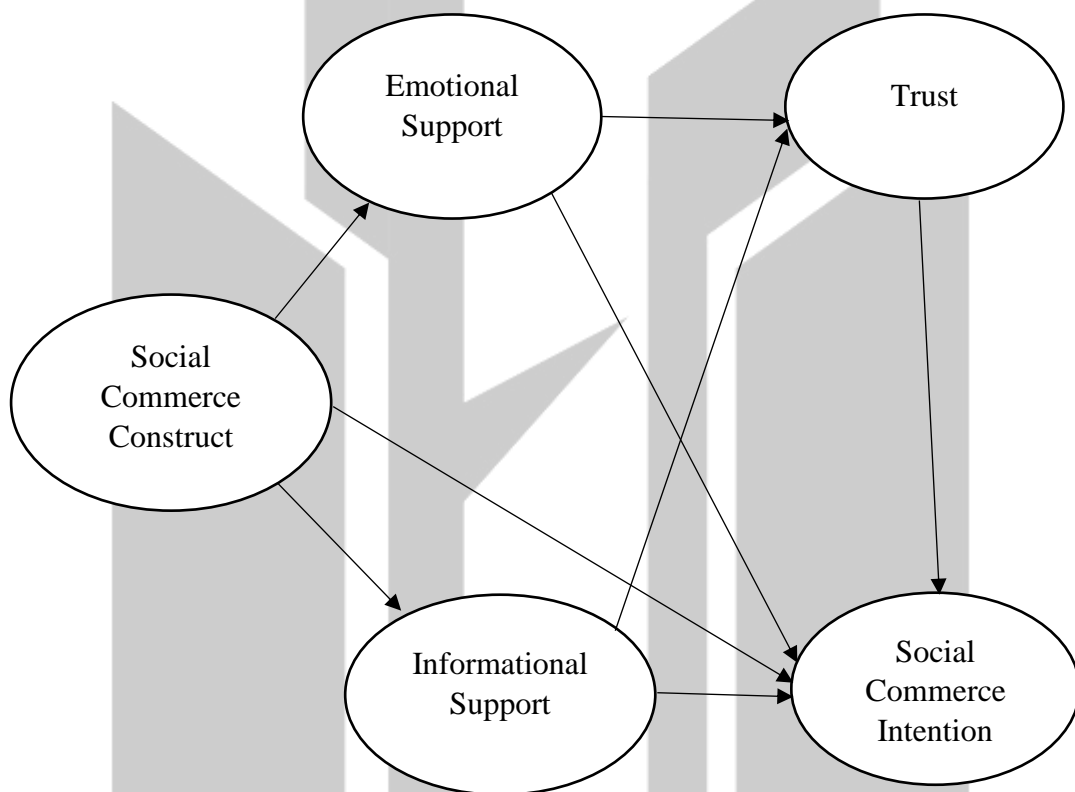 Emotional
Support
Trust
Social
Commerce
Construct
Informational
Support
Social
Commerce
Intention